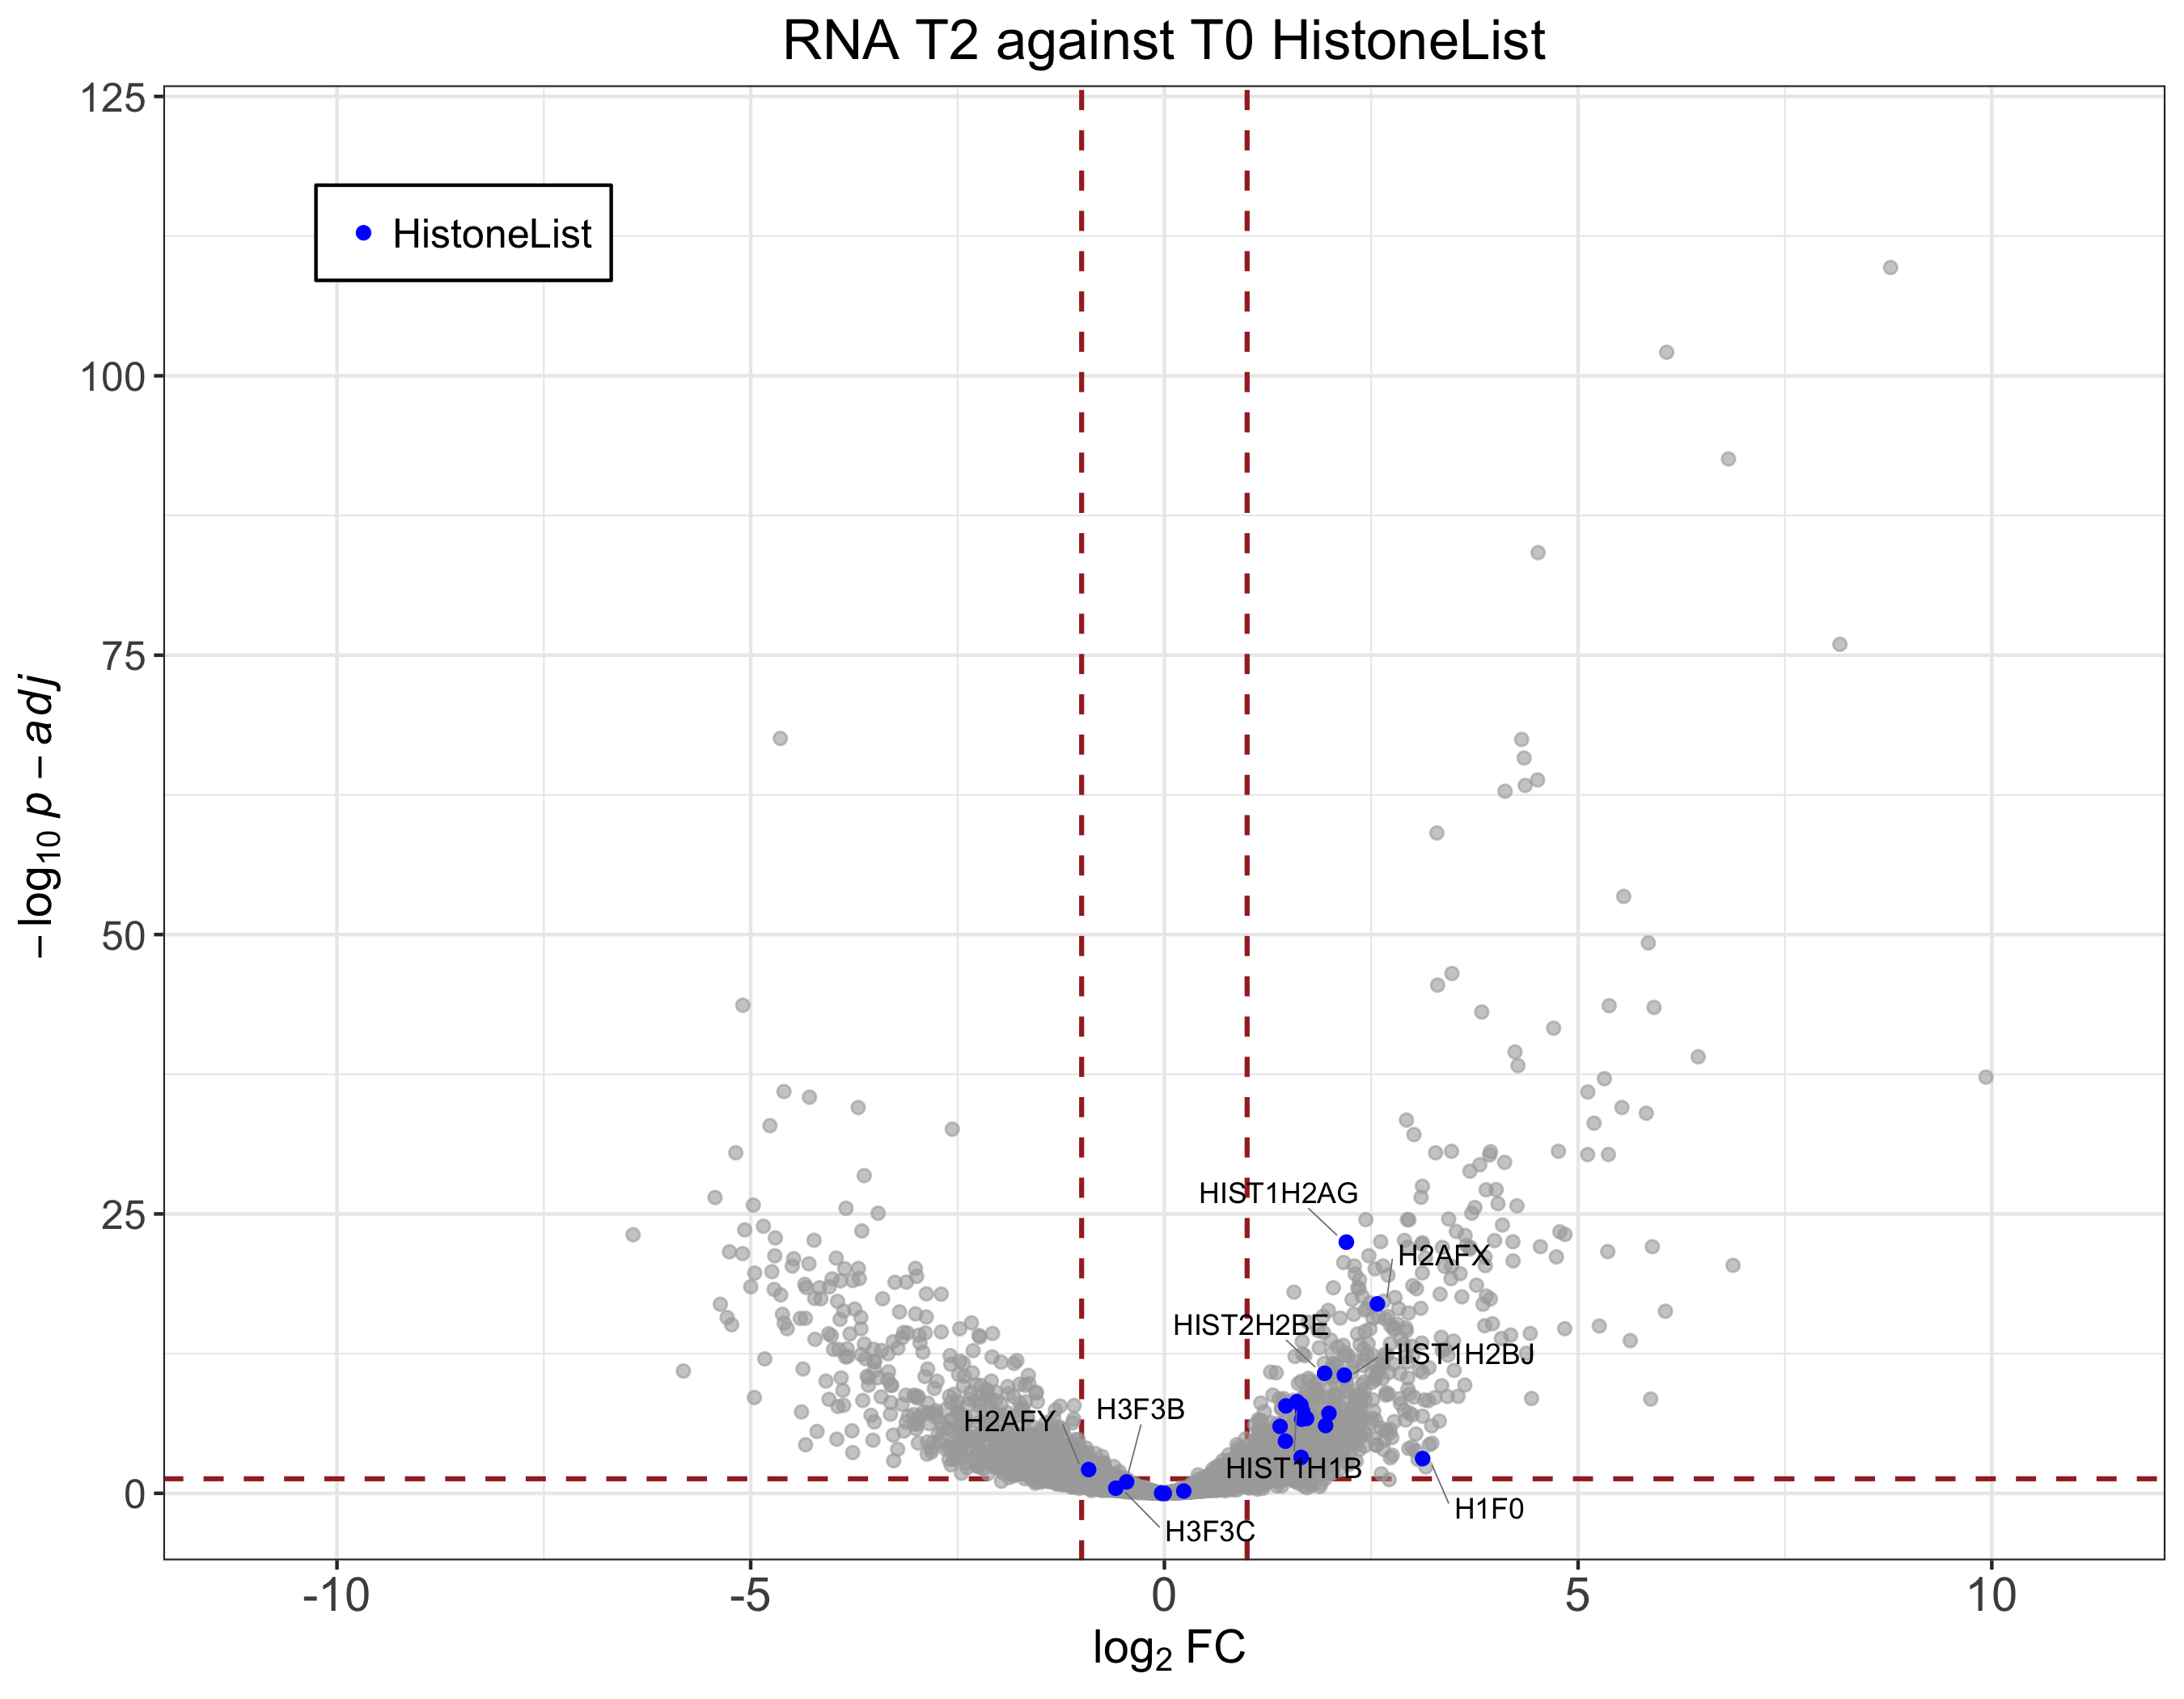 RNA T2 against T0 HistoneList
125
HistoneList
100
75
50
25
0
− log10 p − adj
HIST1H2AG
H2AFX
HIST2H2BE
HIST1H2BJ
H3F3B
H2AFY
HIST1H1B
H1F0
H3F3C
-10
-5
0
5
10
log2 FC